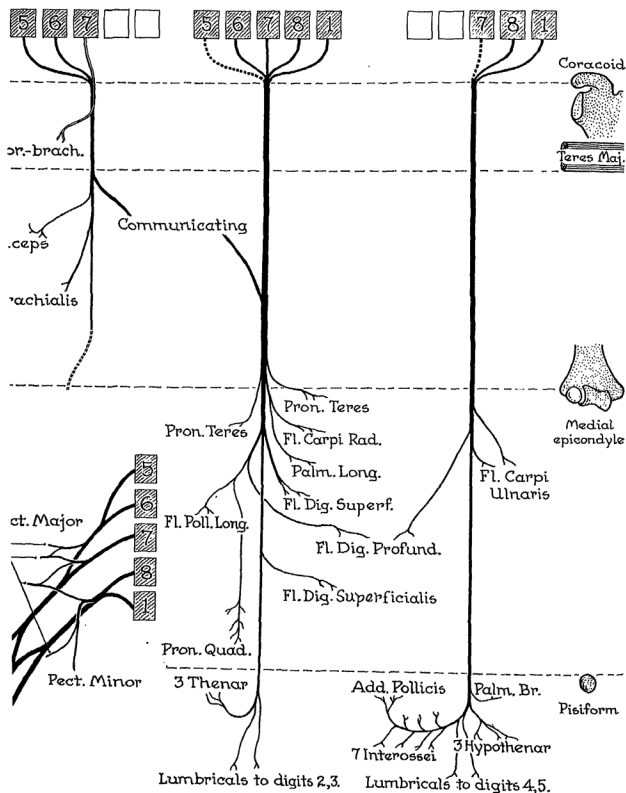 5 6 7
5 6 7 8 1
7 8 1
Coracoid
or.-brach.
Teres Maj.
Communicating
.ceps
rachialis
Pron. Teres
Pron. Teres
Fl. Carpi Rad.
Palm. Long.
Medial
epicondyle
5
6
7
8
1
ct. Major
Fl. Poll. Long.
Fl. Dig. Superf.
Fl. Carpi
Ulnaris
Fl. Dig. Profund.
Fl. Dig. Superficialis
Pron. Quad.
Pect. Minor
3 Thenar
Add. Pollicis
Palm. Br.
Pisiform
7 Interossei
3 Hypothenar
Lumbricals to digits 2,3.
Lumbricals to digits 4,5.